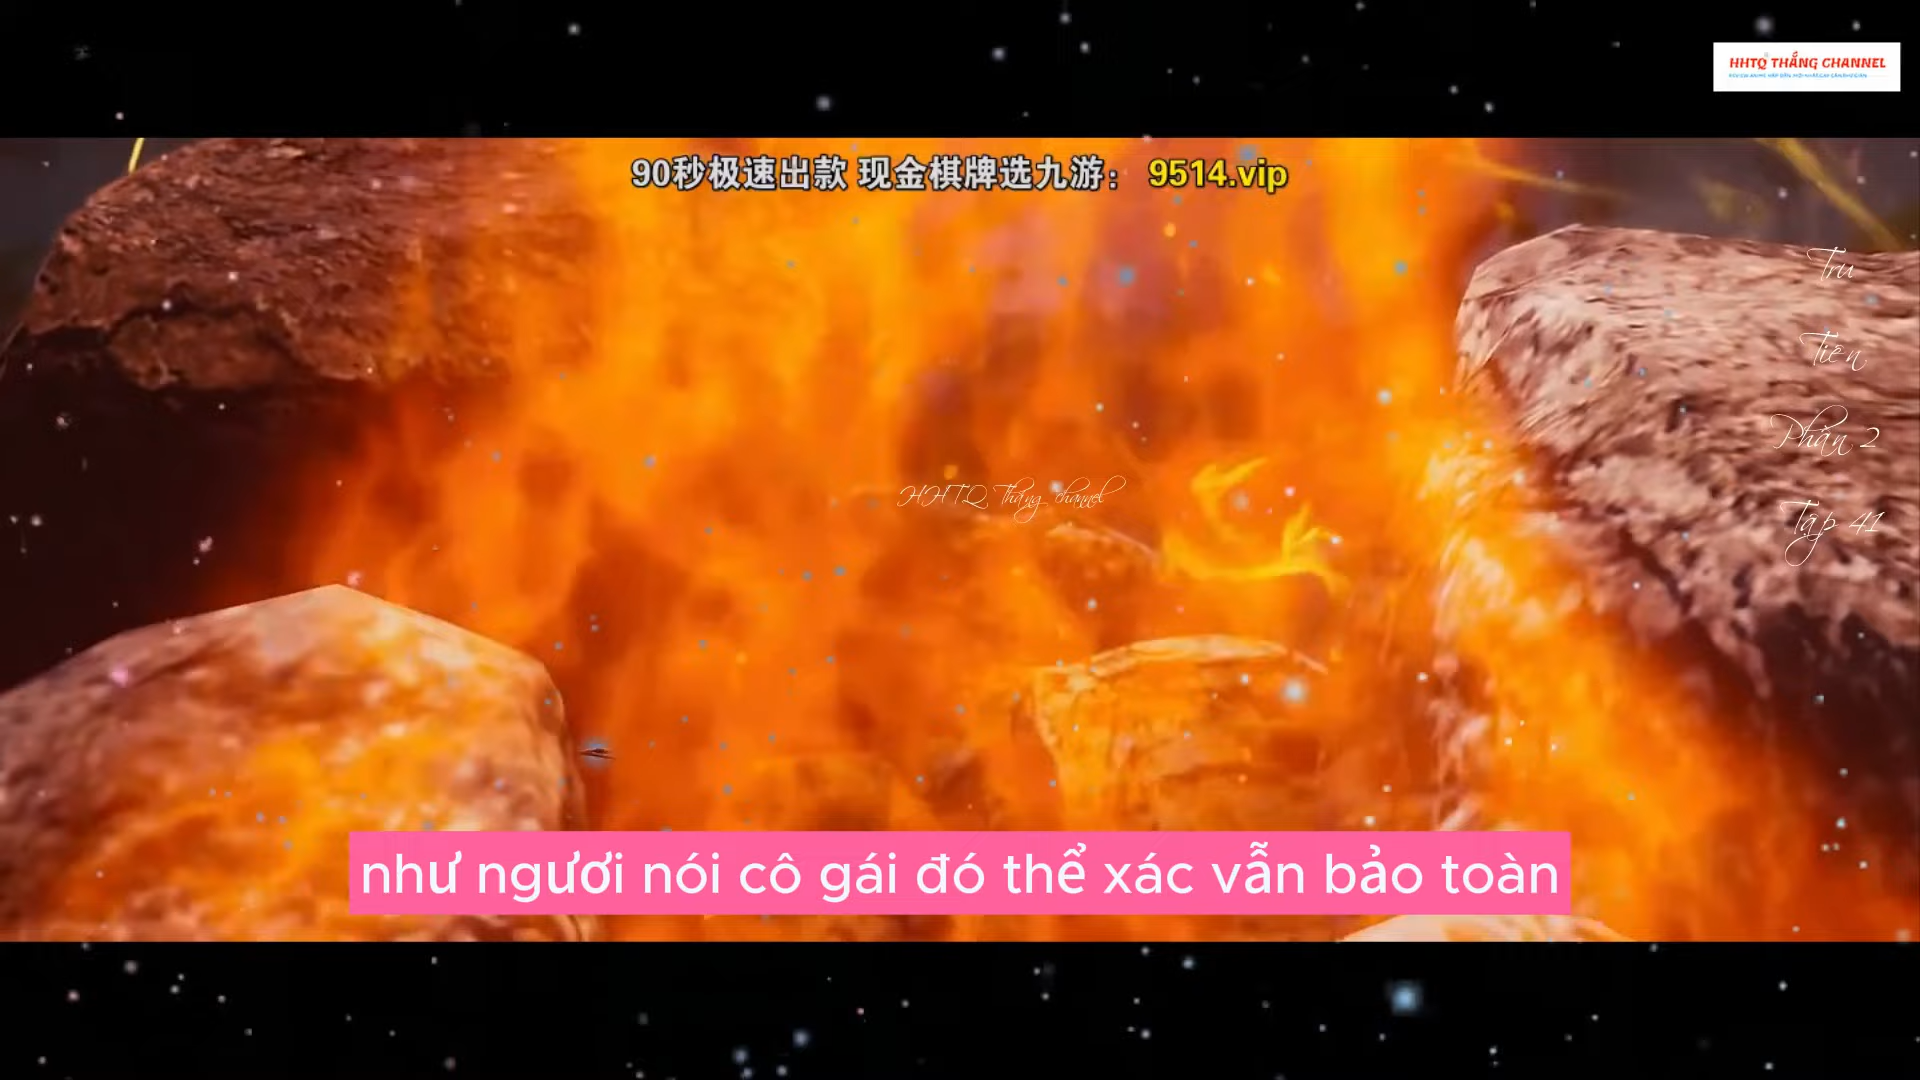 HHTQ THẮNG CHANNEL
90秒极速出款 现金棋牌选九游： 9514.vip
Tru
Tiên
Phần 2
Tập 41
HHTQ Thắng channel
như ngươi nói cô gái đó thể xác vẫn bảo toàn